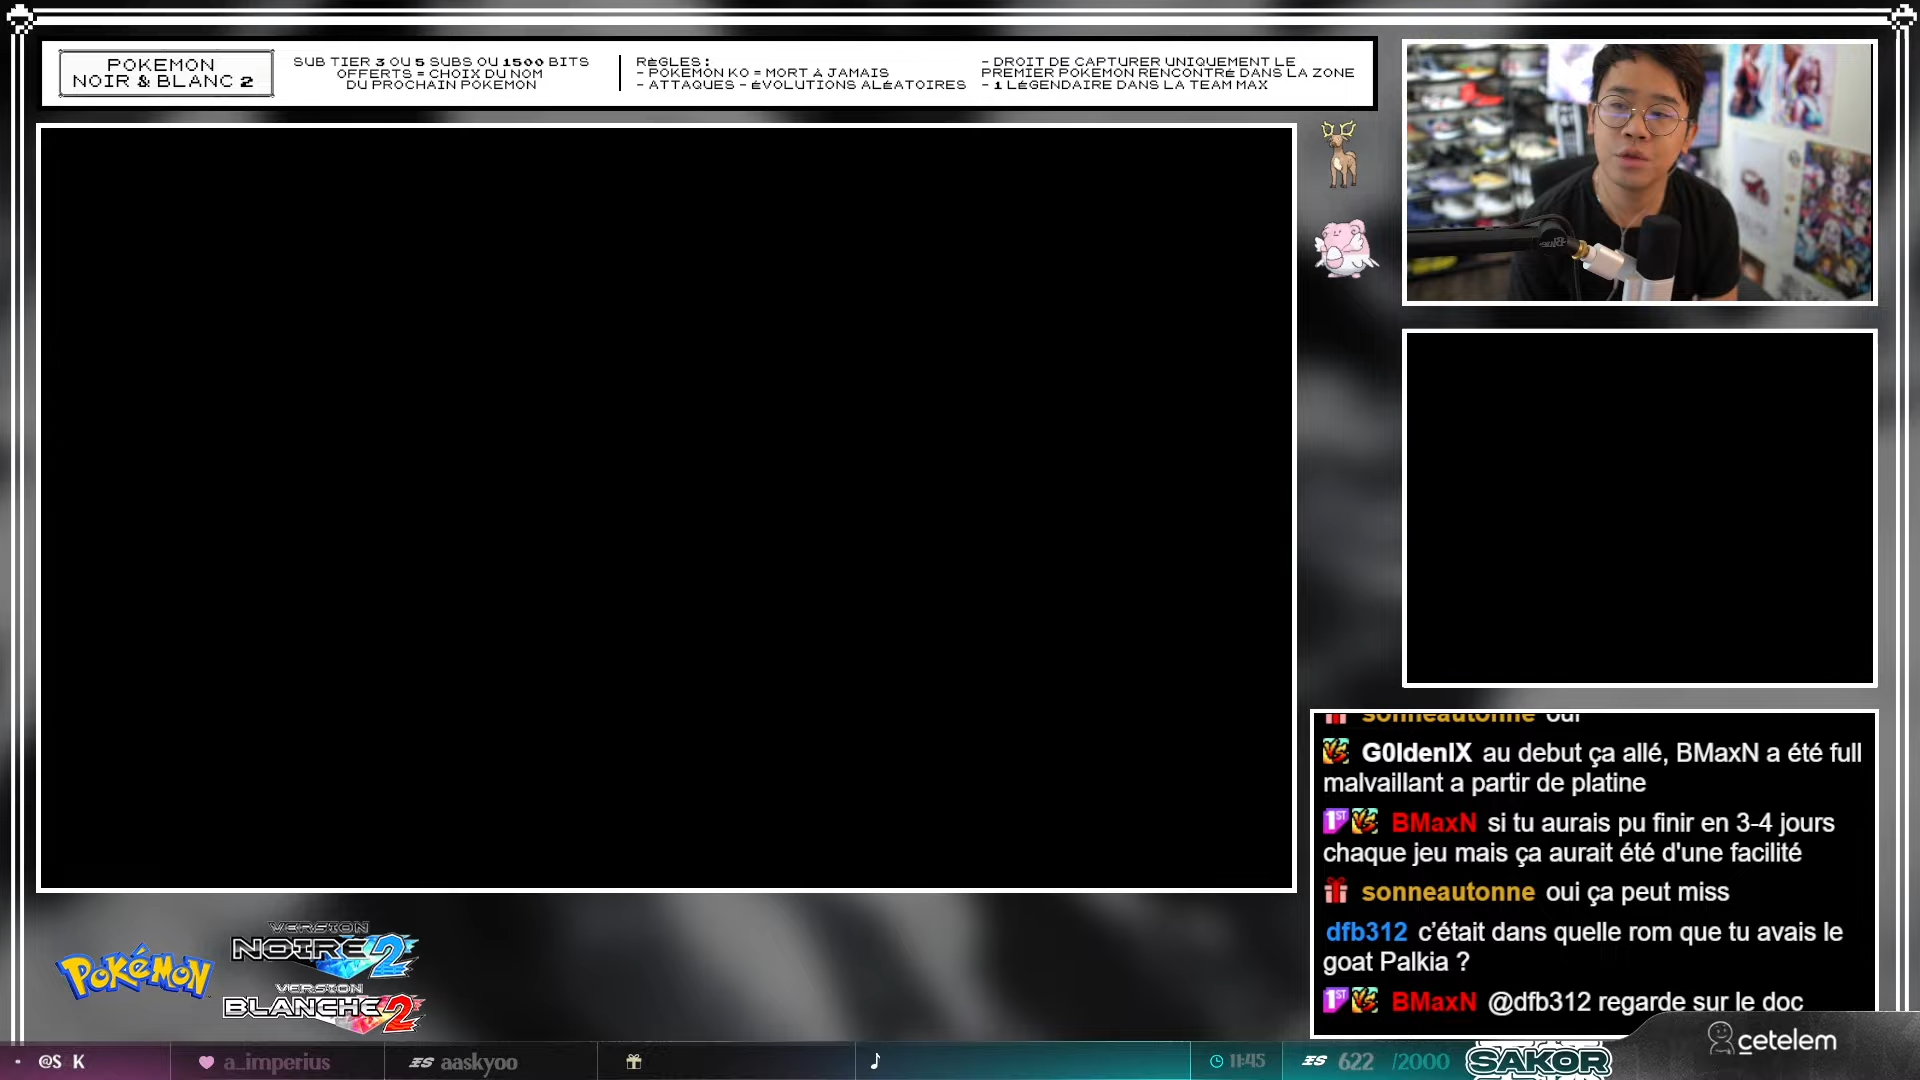 POKEMON
NOIR & BLANC 2
SUB TIER 3 OU 5 SUBS OU 1500 BITS
OFFERTS = CHOIX DU NOM
DU PROCHAIN POKEMON
RÈGLES :
- POKEMON KO = MORT À JAMAIS
- ATTAQUES - ÉVOLUTIONS ALÉATOIRES
- DROIT DE CAPTURER UNIQUEMENT LE
PREMIER POKEMON RENCONTRÉ DANS LA ZONE
- 1 LÉGENDAIRE DANS LA TEAM MAX
sonneautonne oui
G0ldenIX au debut ça allé, BMaxN a été full
malvaillant a partir de platine
BMaxN si tu aurais pu finir en 3-4 jours
chaque jeu mais ça aurait été d'une facilité
sonneautonne oui ça peut miss
dfb312 c’était dans quelle rom que tu avais le
goat Palkia ?
BMaxN @dfb312 regarde sur le doc
POKéMON
VERSION
NOIRE 2
VERSION
BLANCHE 2
@S K
a_imperius
aaskyoo
11:45
622 /2000
SAKOR
cetelem